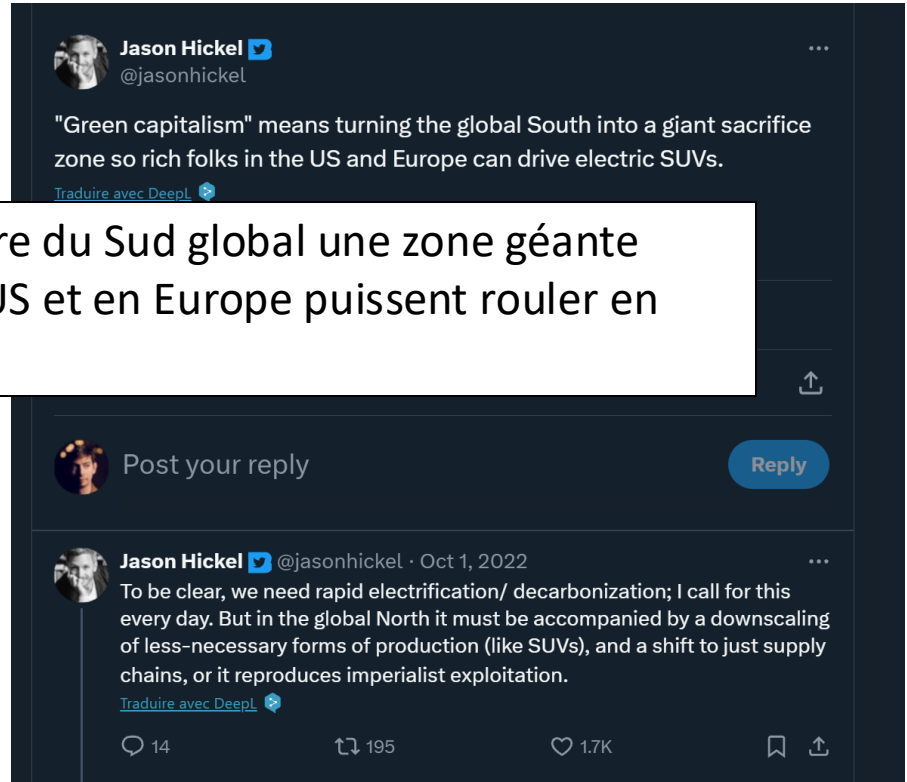 Jason Hickel
@jasonhickel
"Green capitalism" means turning the global South into a giant sacrifice
zone so rich folks in the US and Europe can drive electric SUVs.
Traduire avec DeepL
re du Sud global une zone géante
US et en Europe puissent rouler en
Post your reply
Reply
Jason Hickel @jasonhickel · Oct 1, 2022
To be clear, we need rapid electrification/ decarbonization; I call for this
every day. But in the global North it must be accompanied by a downscaling
of less-necessary forms of production (like SUVs), and a shift to just supply
chains, or it reproduces imperialist exploitation.
Traduire avec DeepL
14 195 1.7K